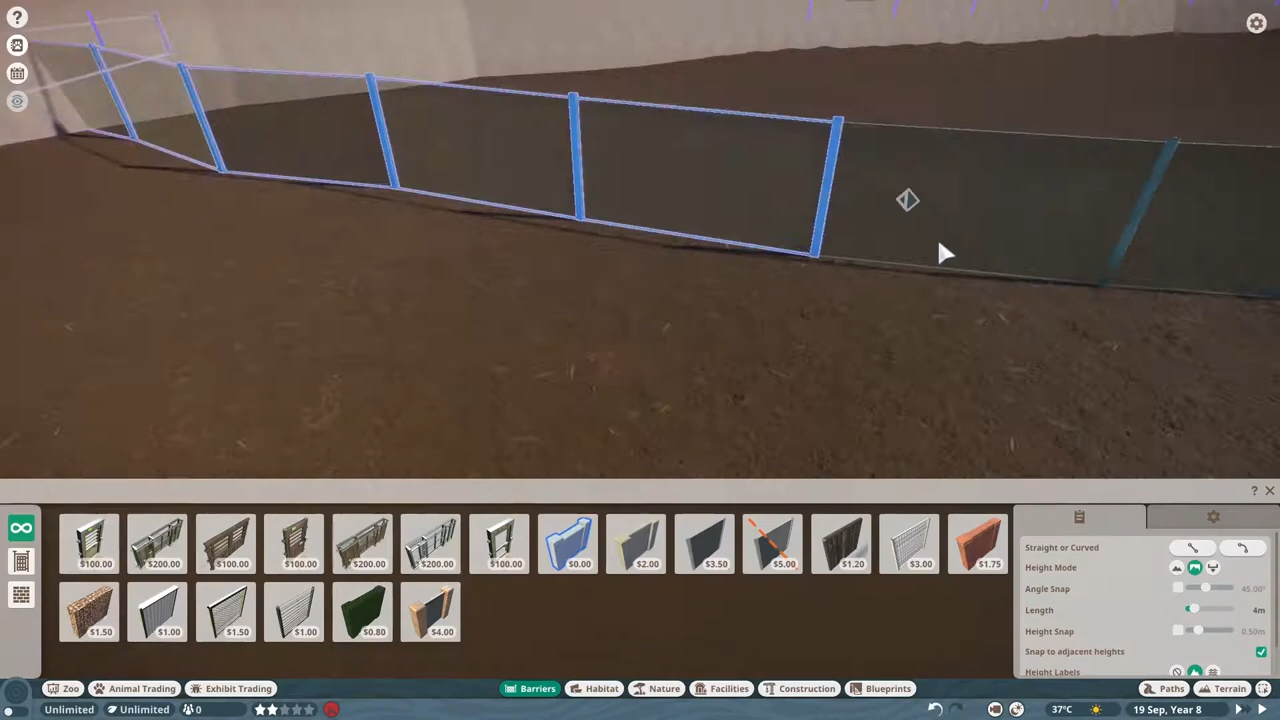 ?
? ×
$100.00 $200.00 $100.00 $100.00 $200.00 $200.00 $100.00 $0.00 $2.00 $3.50 $5.00 $1.20 $3.00 $1.75
$1.50 $1.00 $1.50 $1.00 $0.80 $4.00
Straight or Curved
Height Mode
Angle Snap 45.00°
Length 4m
Height Snap 0.50m
Snap to adjacent heights
Height Labels
Zoo Animal Trading Exhibit Trading Barriers Habitat Nature Facilities Construction Blueprints Paths Terrain
Unlimited Unlimited 0 37°C 19 Sep, Year 8